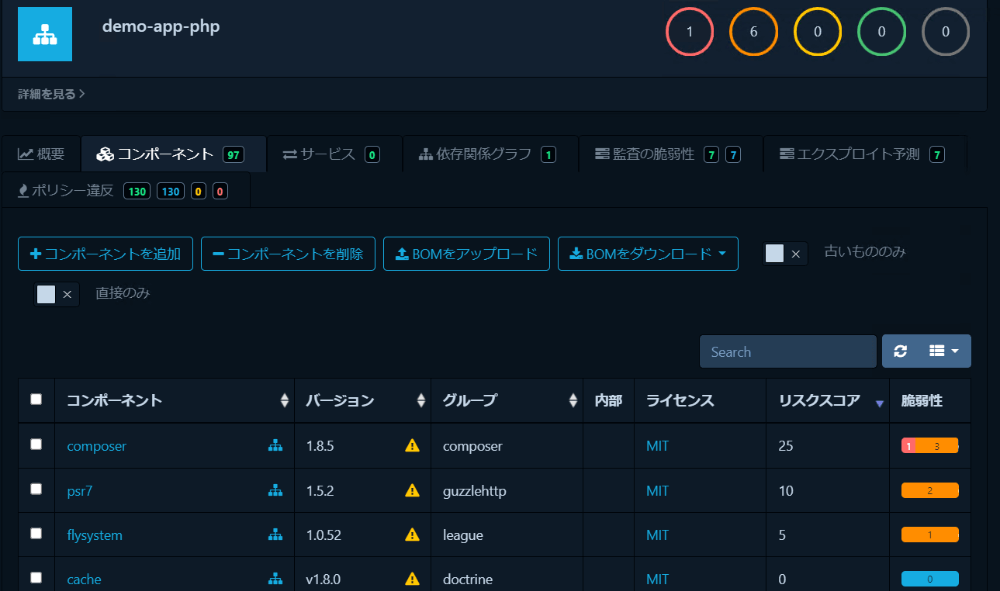 demo-app-php
1 6 0 0 0
詳細を見る
概要 コンポーネント 97 サービス 0 依存関係グラフ 1 監査の脆弱性 7 7 エクスプロイト予測 7
ポリシー違反 130 130 0 0
コンポーネントを追加 コンポーネントを削除 BOMをアップロード BOMをダウンロード 古いもののみ
直接のみ
Search
コンポーネント バージョン グループ 内部 ライセンス リスクスコア 脆弱性
composer 1.8.5 composer MIT 25 1 3
psr7 1.5.2 guzzlehttp MIT 10 2
flysystem 1.0.52 league MIT 5 1
cache v1.8.0 doctrine MIT 0 0